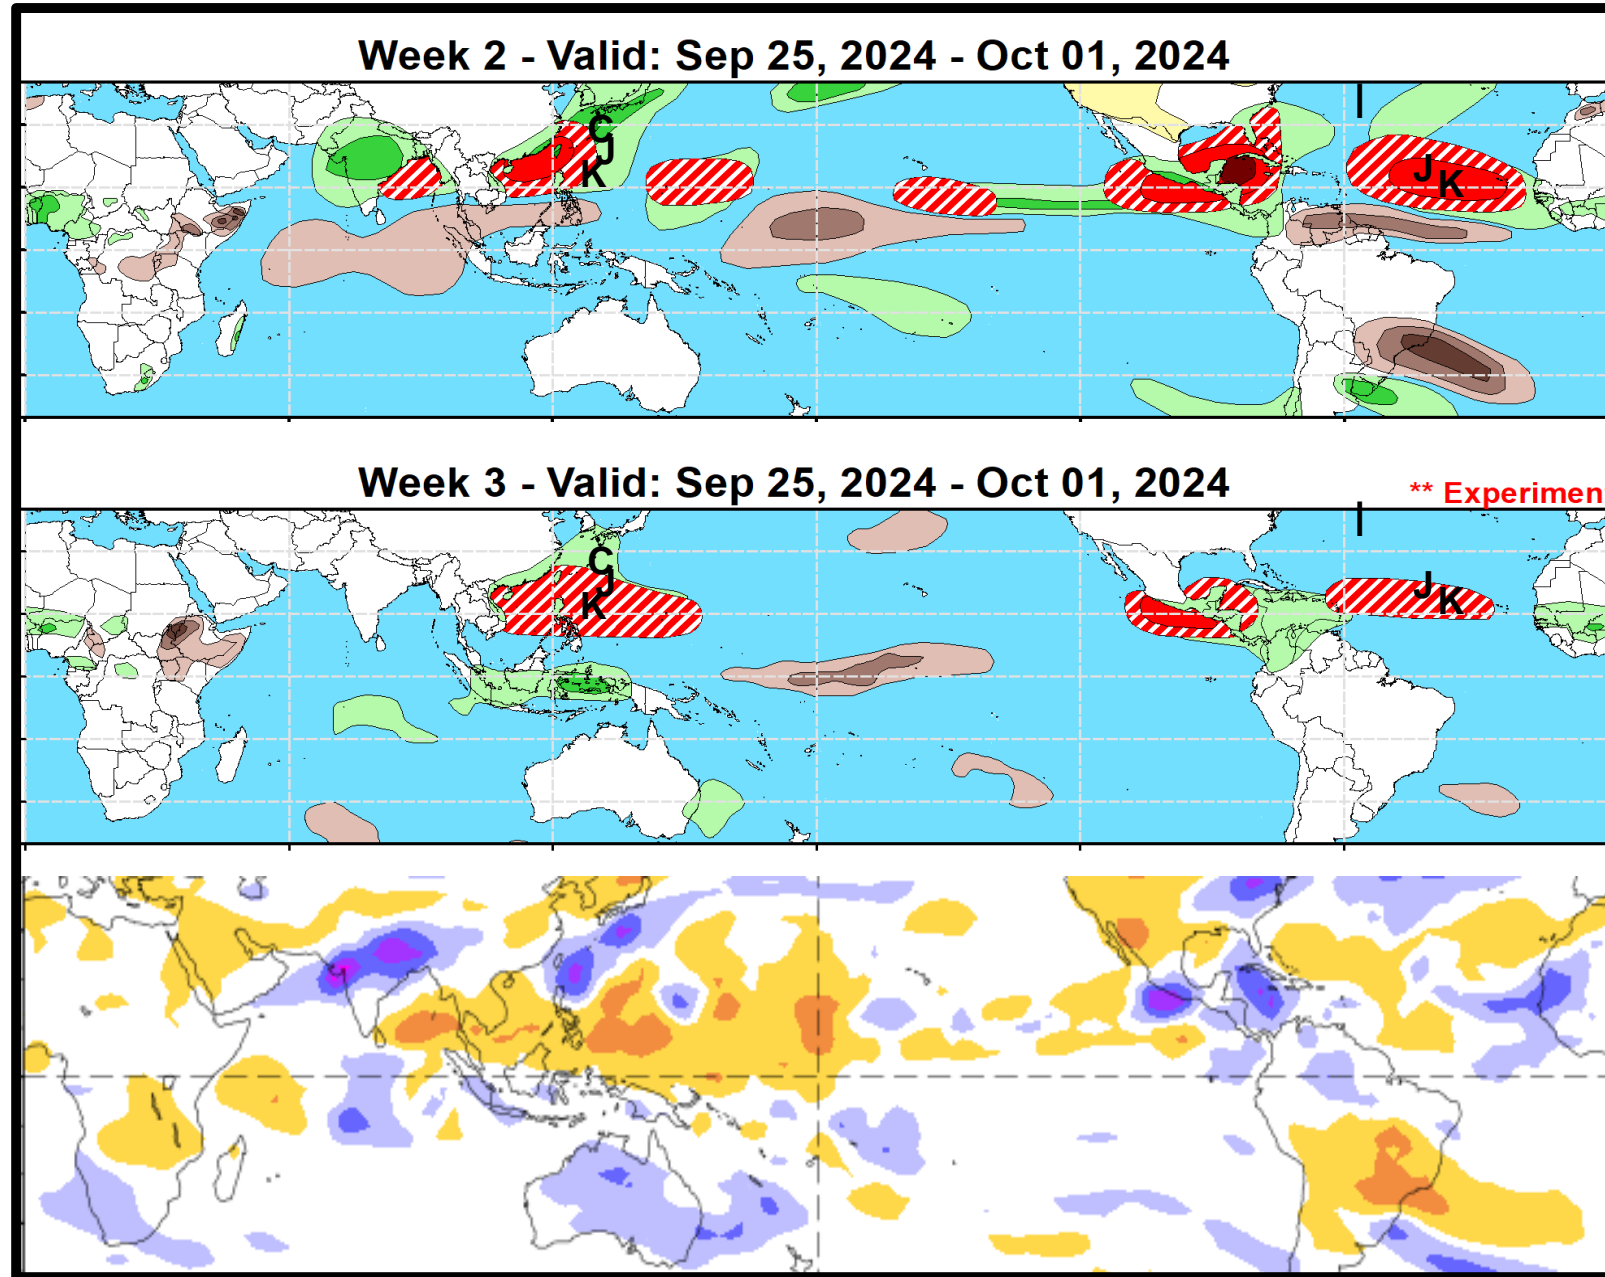 Week 2 - Valid: Sep 25, 2024 - Oct 01, 2024
I
C
J
K
J
K
Week 3 - Valid: Sep 25, 2024 - Oct 01, 2024
** Experimen
I
C
J
K
J
K